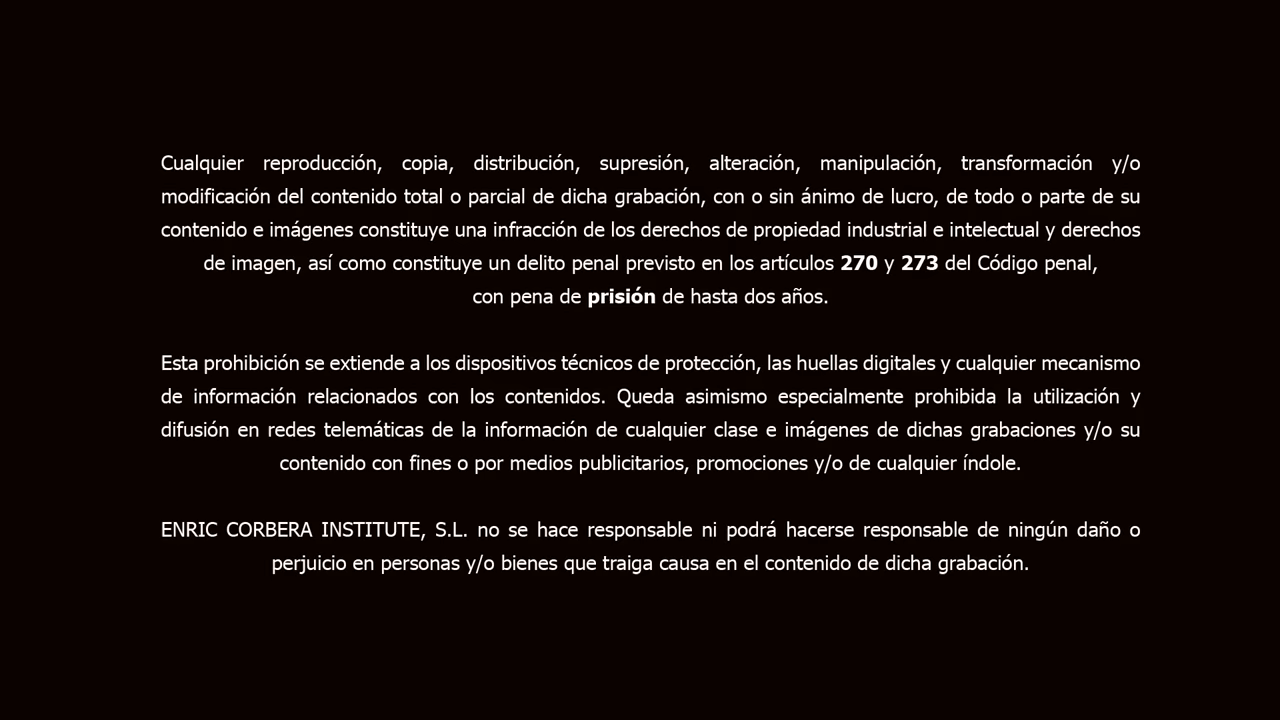 Cualquier reproducción, copia, distribución, supresión, alteración, manipulación, transformación y/o
modificación del contenido total o parcial de dicha grabación, con o sin ánimo de lucro, de todo o parte de su
contenido e imágenes constituye una infracción de los derechos de propiedad industrial e intelectual y derechos
de imagen, así como constituye un delito penal previsto en los artículos 270 y 273 del Código penal,
con pena de prisión de hasta dos años.
Esta prohibición se extiende a los dispositivos técnicos de protección, las huellas digitales y cualquier mecanismo
de información relacionados con los contenidos. Queda asimismo especialmente prohibida la utilización y
difusión en redes telemáticas de la información de cualquier clase e imágenes de dichas grabaciones y/o su
contenido con fines o por medios publicitarios, promociones y/o de cualquier índole.
ENRIC CORBERA INSTITUTE, S.L. no se hace responsable ni podrá hacerse responsable de ningún daño o
perjuicio en personas y/o bienes que traiga causa en el contenido de dicha grabación.